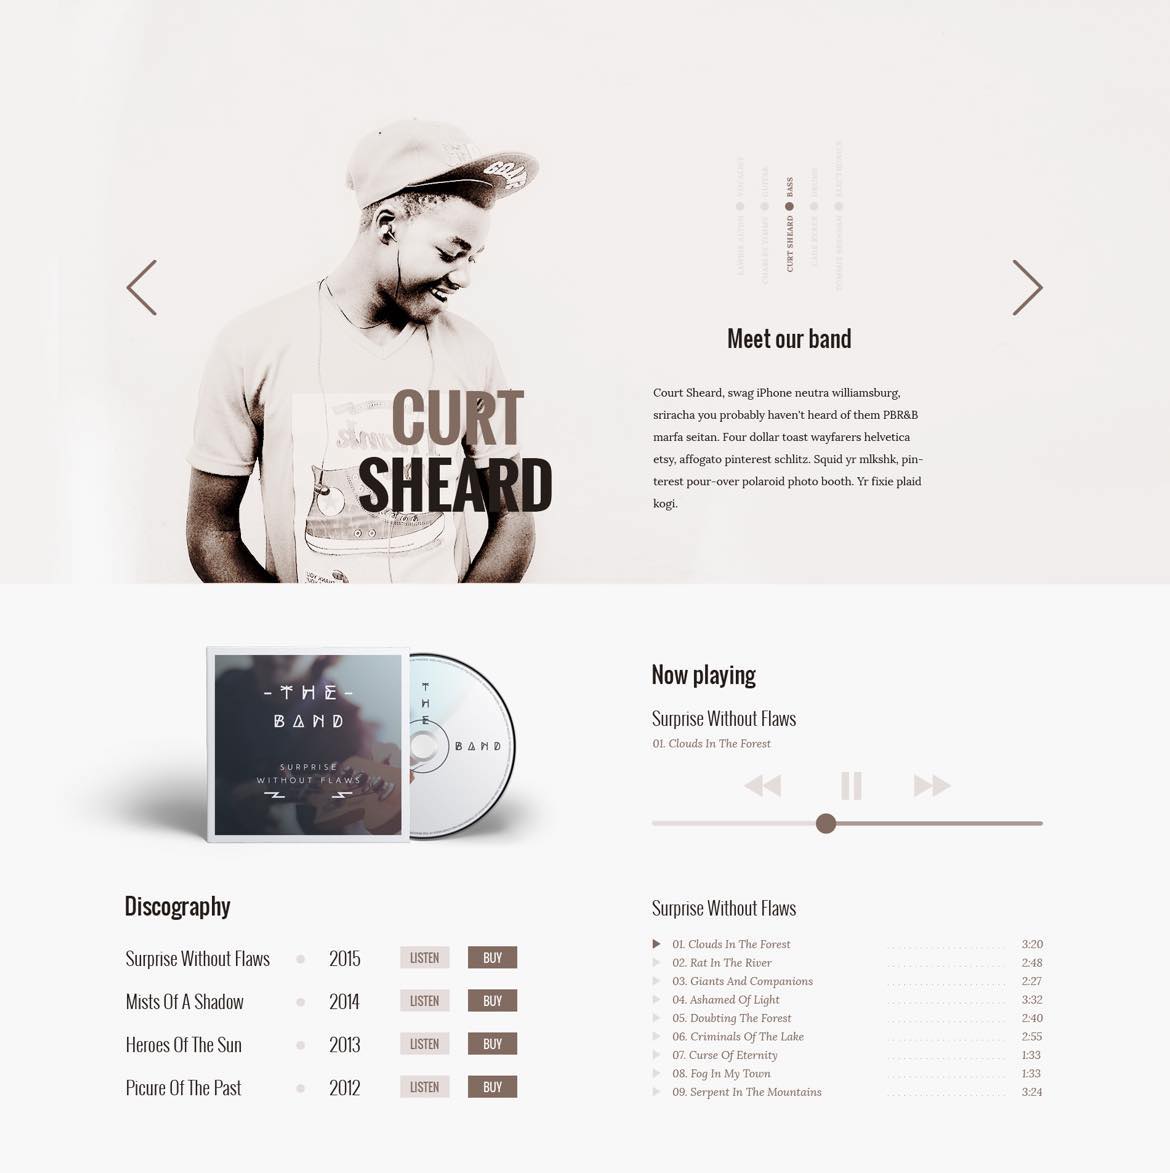 CURT
SHEARD
VOCALIST
GUITAR
BASS
DRUMS
ELECTRONICS
CURT SHEARD
Meet our band
Court Sheard, swag iPhone neutra williamsburg,
sriracha you probably haven't heard of them PBR&B
marfa seitan. Four dollar toast wayfarers helvetica
etsy, affogato pinterest schlitz. Squid yr mlkshk, pin-
terest pour-over polaroid photo booth. Yr fixie plaid
kogi.
-THE-
BAND
SURPRISE
WITHOUT FLAWS
THE
BAND
Now playing
Surprise Without Flaws
01. Clouds In The Forest
Discography
Surprise Without Flaws 2015 LISTEN BUY
Mists Of A Shadow 2014 LISTEN BUY
Heroes Of The Sun 2013 LISTEN BUY
Picure Of The Past 2012 LISTEN BUY
Surprise Without Flaws
01. Clouds In The Forest 3:20
02. Rat In The River 2:48
03. Giants And Companions 2:27
04. Ashamed Of Light 3:32
05. Doubting The Forest 2:40
06. Criminals Of The Lake 2:55
07. Curse Of Eternity 1:33
08. Fog In My Town 1:33
09. Serpent In The Mountains 3:24